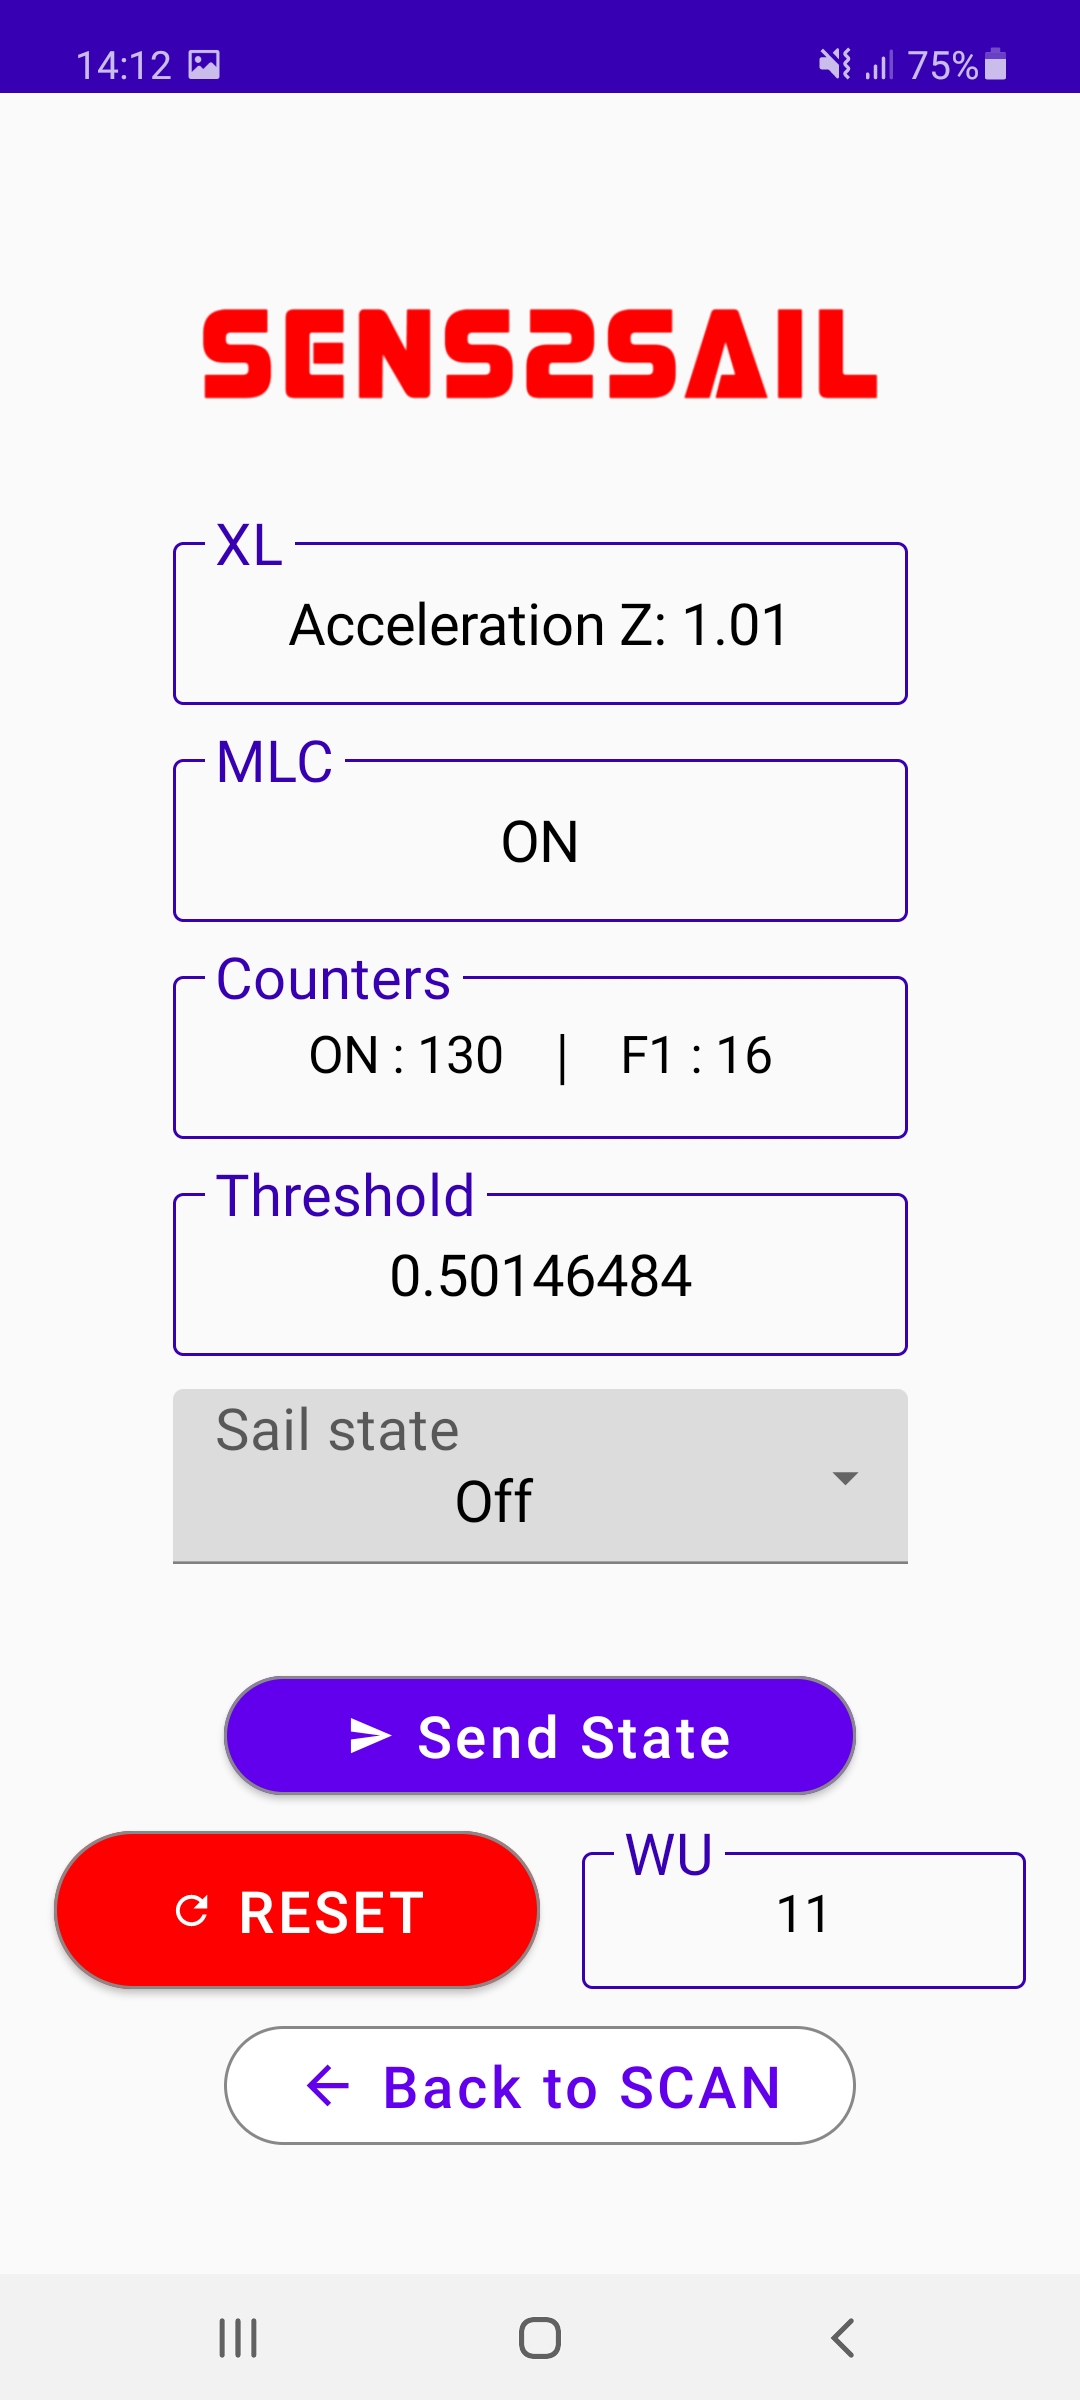 14:12 75%
SENS2SAIL
XL
Acceleration Z: 1.01
MLC
ON
Counters
ON : 130 | F1 : 16
Threshold
0.50146484
Sail state
Off
Send State
RESET
WU
11
Back to SCAN